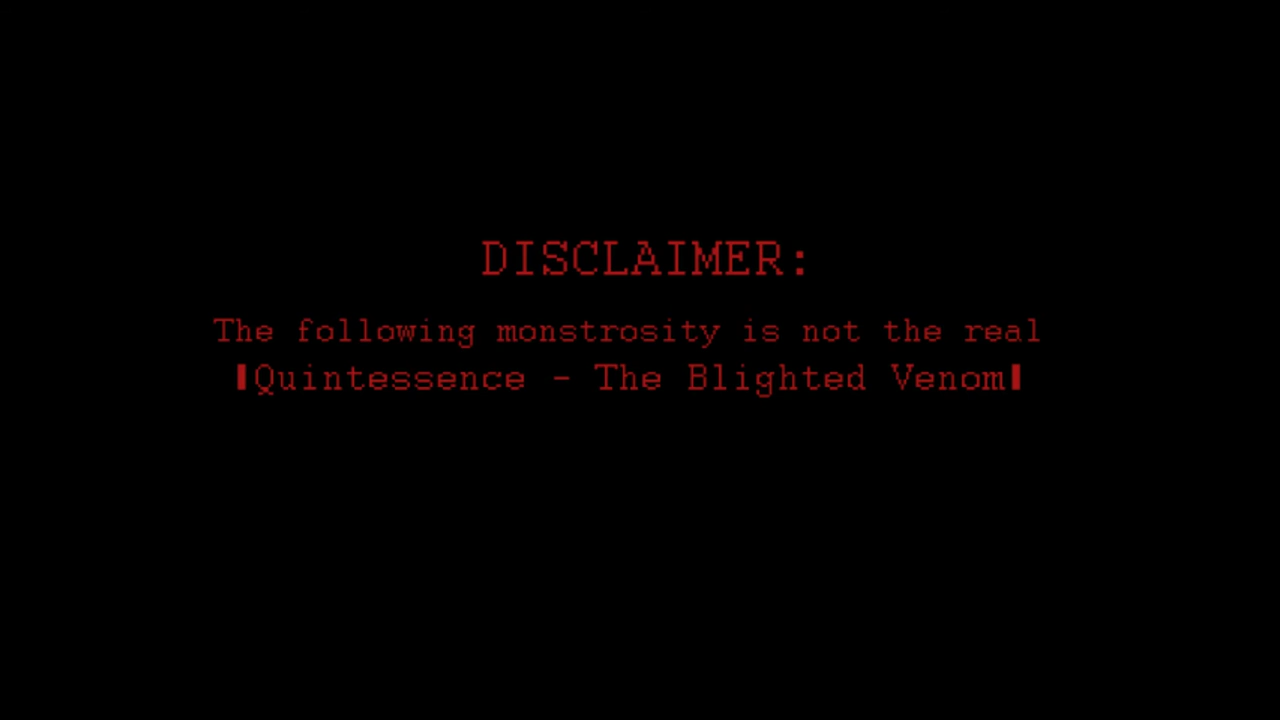 DISCLAIMER:
The following monstrosity is not the real
▌Quintessence - The Blighted Venom▌